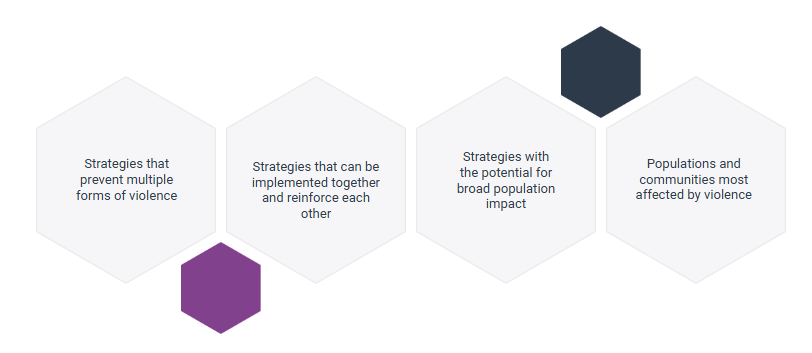 Strategies that
prevent multiple
forms of violence
Strategies that can be
implemented together
and reinforce each
other
Strategies with
the potential for
broad population
impact
Populations and
communities most
affected by violence